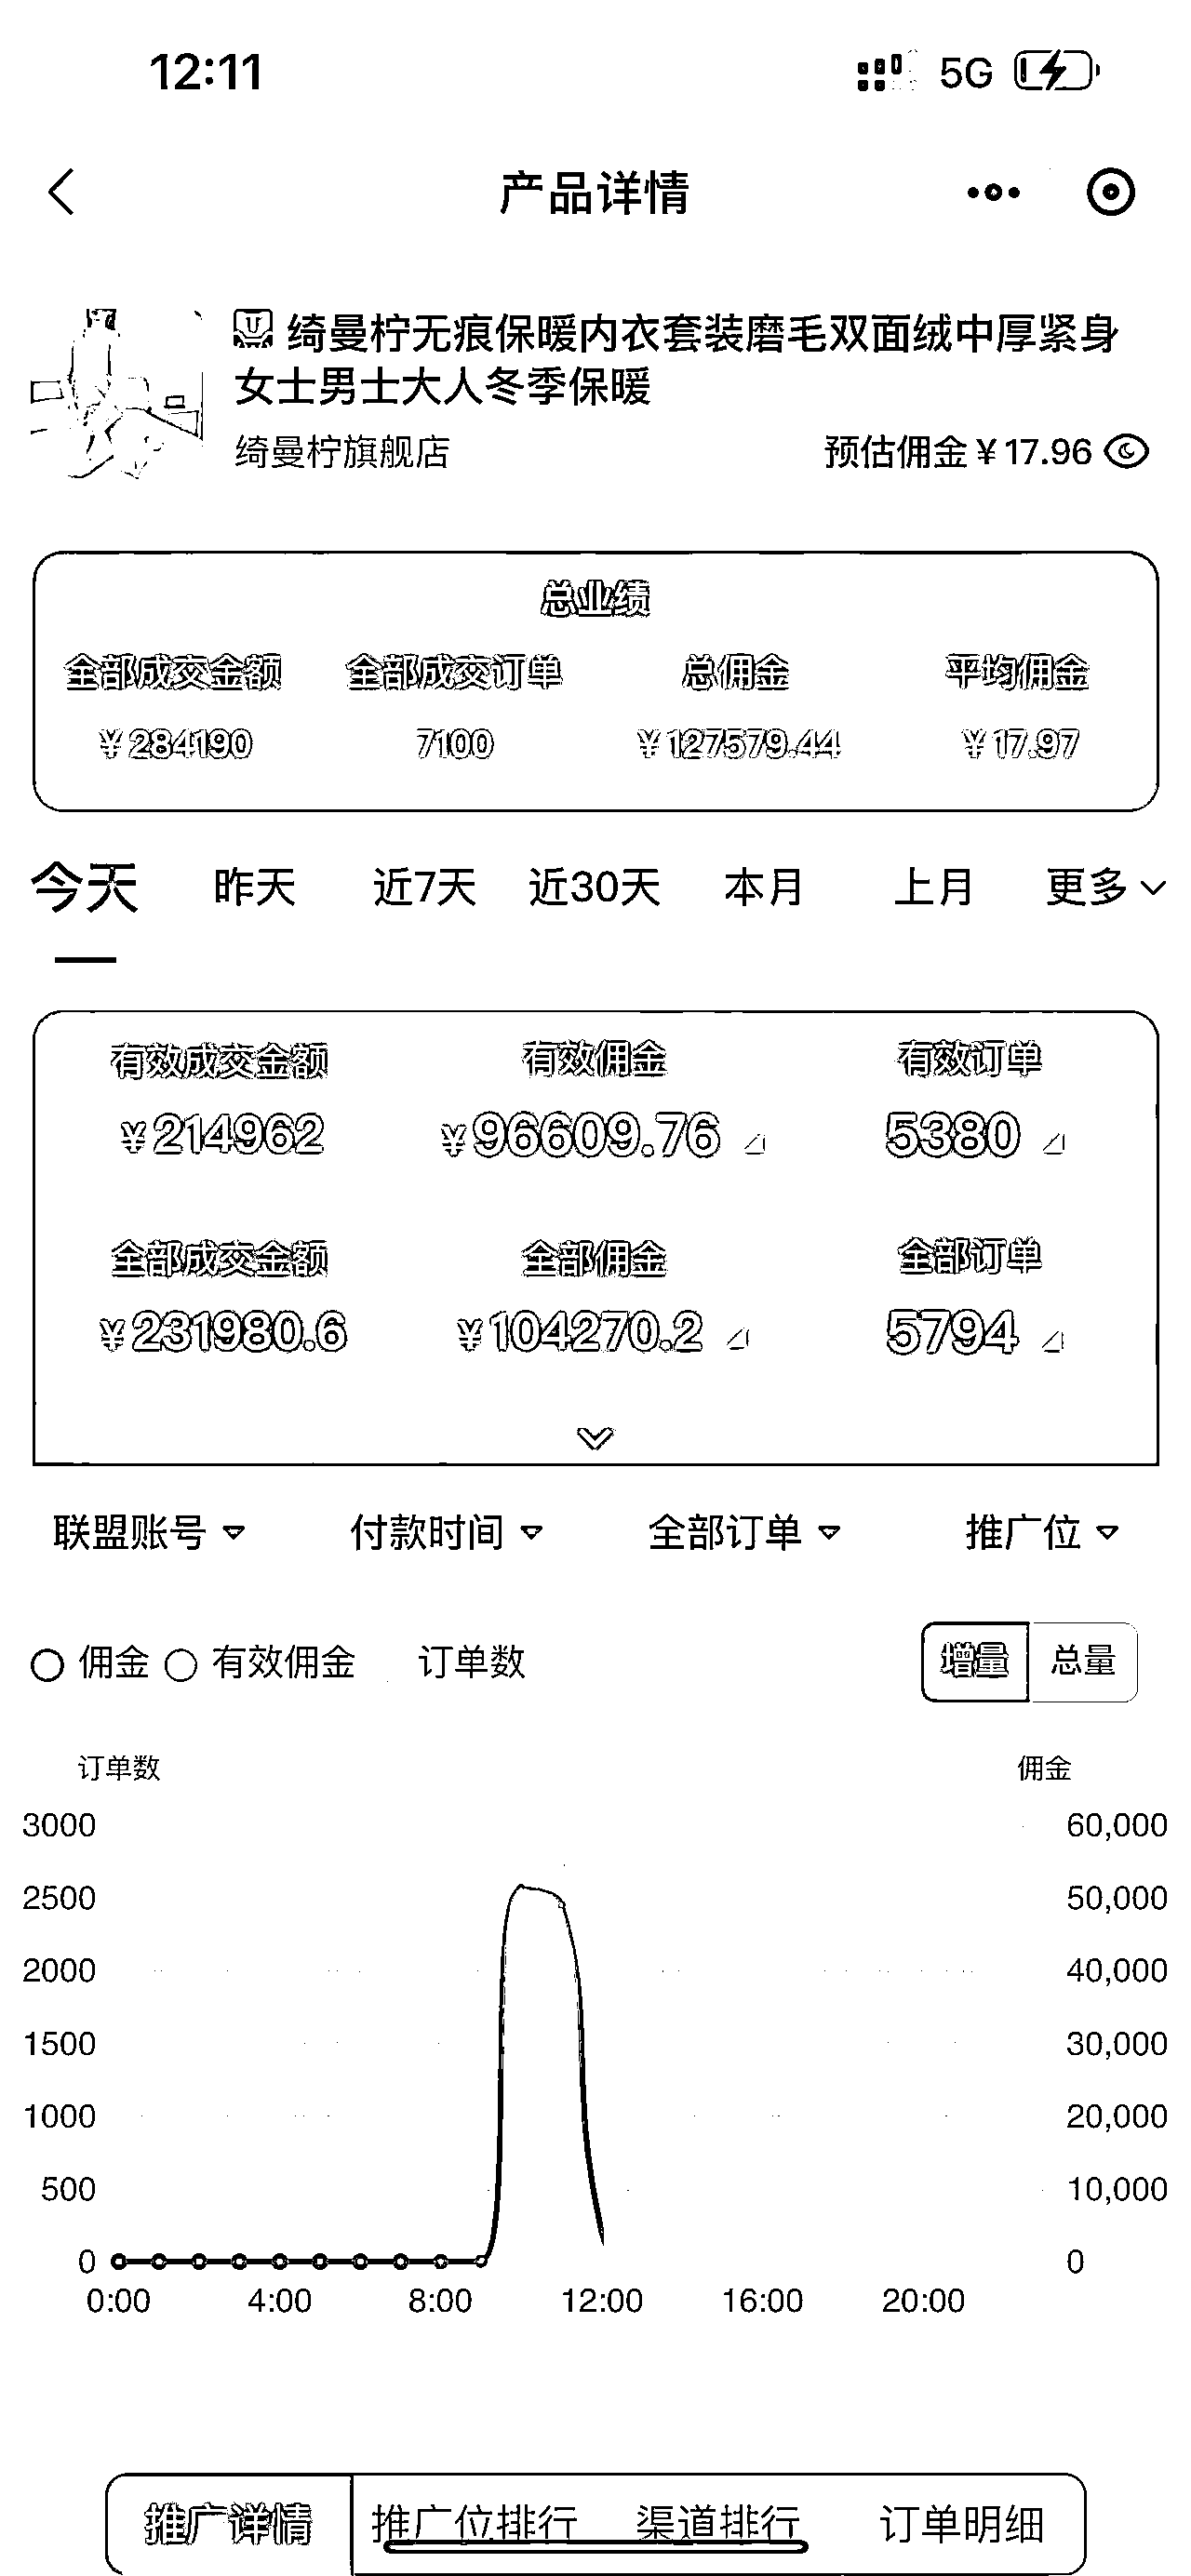 12:11
5G
产品详情
绮曼柠无痕保暖内衣套装磨毛双面绒中厚紧身
女士男士大人冬季保暖
绮曼柠旗舰店 预估佣金¥17.96
总业绩
全部成交金额 全部成交订单 总佣金 平均佣金
¥284190 7100 ¥127579.44 ¥17.97
今天 昨天 近7天 近30天 本月 上月 更多
有效成交金额 有效佣金 有效订单
¥214962 ¥96609.76 5380
全部成交金额 全部佣金 全部订单
¥231980.6 ¥104270.2 5794
联盟账号 付款时间 全部订单 推广位
佣金 有效佣金 订单数 增量 总量
订单数 佣金
3000 60,000
2500 50,000
2000 40,000
1500 30,000
1000 20,000
500 10,000
0 0
0:00 4:00 8:00 12:00 16:00 20:00
推广详情 推广位排行 渠道排行 订单明细